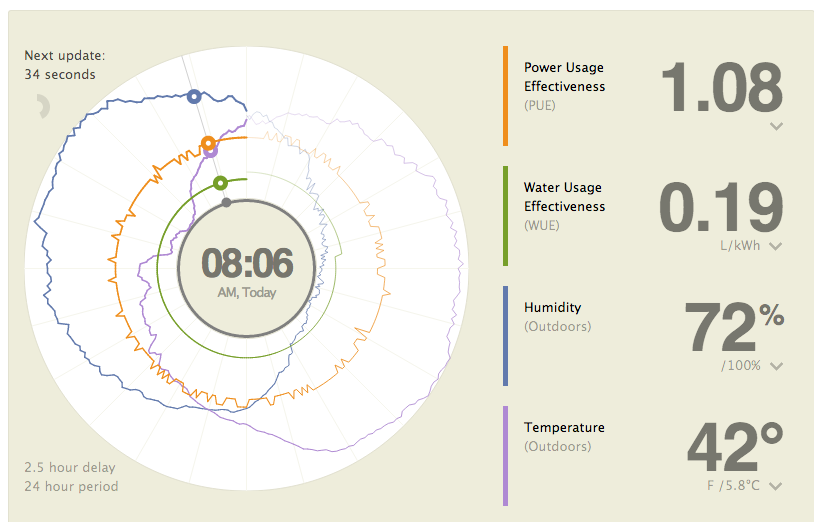 Next update:
34 seconds
08:06
AM, Today
2.5 hour delay
24 hour period
Power Usage
Effectiveness
(PUE)
1.08
Water Usage
Effectiveness
(WUE)
0.19
L/kWh
Humidity
(Outdoors)
72%
/100%
Temperature
(Outdoors)
42°
F /5.8°C